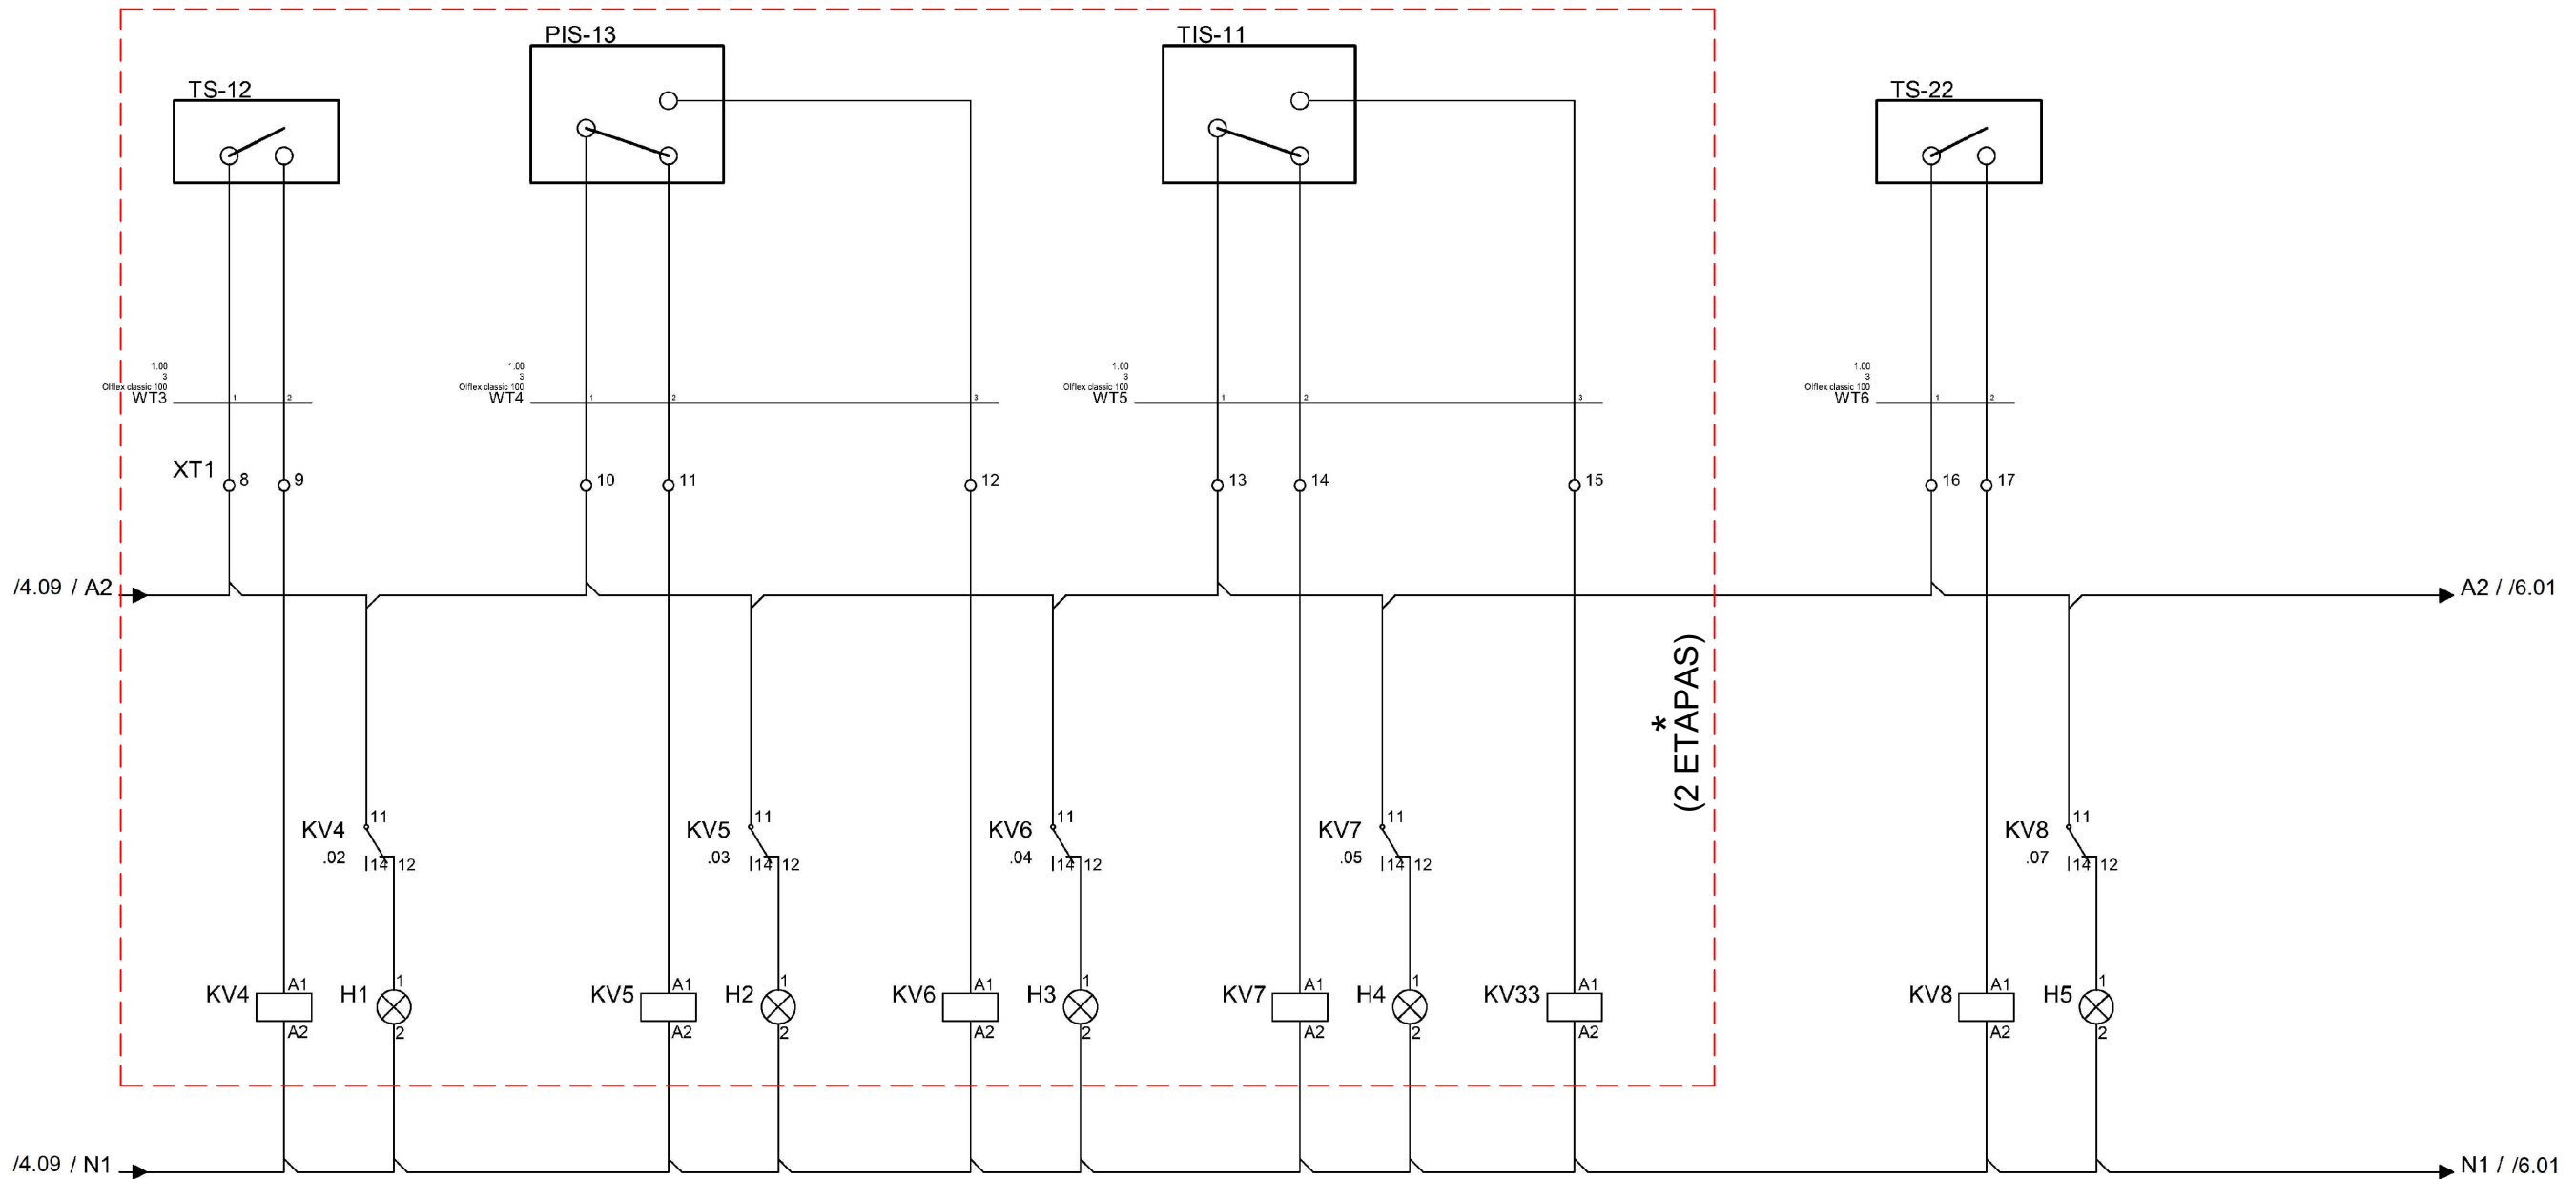 PIS-13
TIS-11
TS-12
TS-22
1.00
3
Olflex classic 100
WT3
1
2
1.00
3
Olflex classic 100
WT4
1
2
3
1.00
3
Olflex classic 100
WT5
1
2
3
1.00
3
Olflex classic 100
WT6
1
2
XT1
8
9
10
11
12
13
14
15
16
17
/4.09 / A2
A2 / /6.01
(2 ETAPAS)
*
KV4
.02
11
14
12
KV5
.03
11
14
12
KV6
.04
11
14
12
KV7
.05
11
14
12
KV8
.07
11
14
12
KV4
A1
A2
H1
1
2
KV5
A1
A2
H2
1
2
KV6
A1
A2
H3
1
2
KV7
A1
A2
H4
1
2
KV33
A1
A2
KV8
A1
A2
H5
1
2
/4.09 / N1
N1 / /6.01